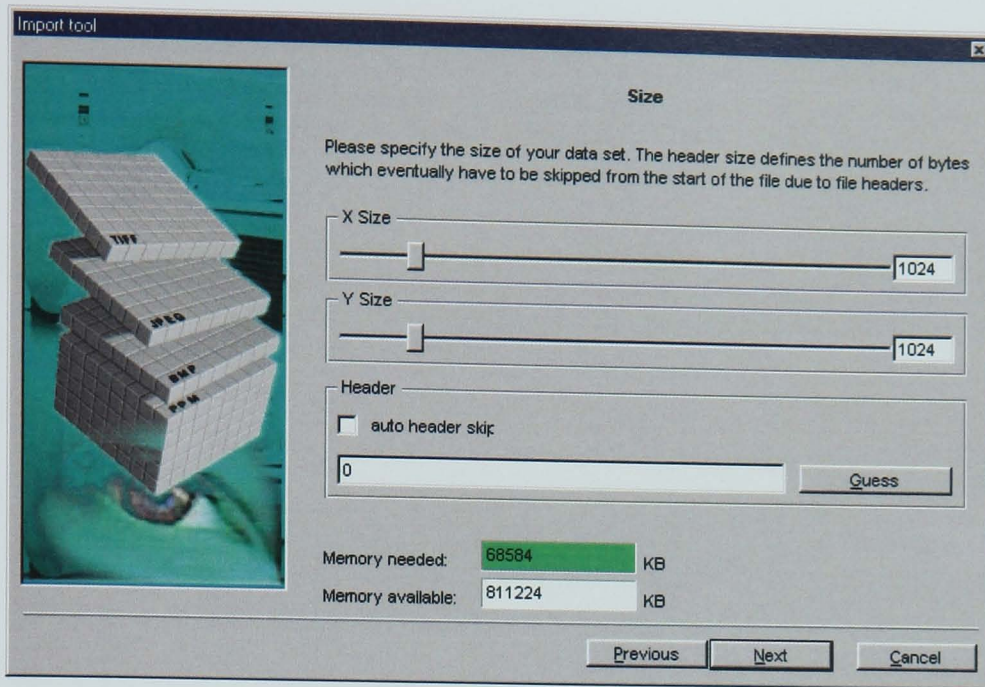 Import tool
TIFF
JPEG
BMP
PPM
Size
Please specify the size of your data set. The header size defines the number of bytes
which eventually have to be skipped from the start of the file due to file headers.
X Size
1024
Y Size
1024
Header
auto header skip
0
Guess
Memory needed: 68584 KB
Memory available: 811224 KB
Previous Next Cancel